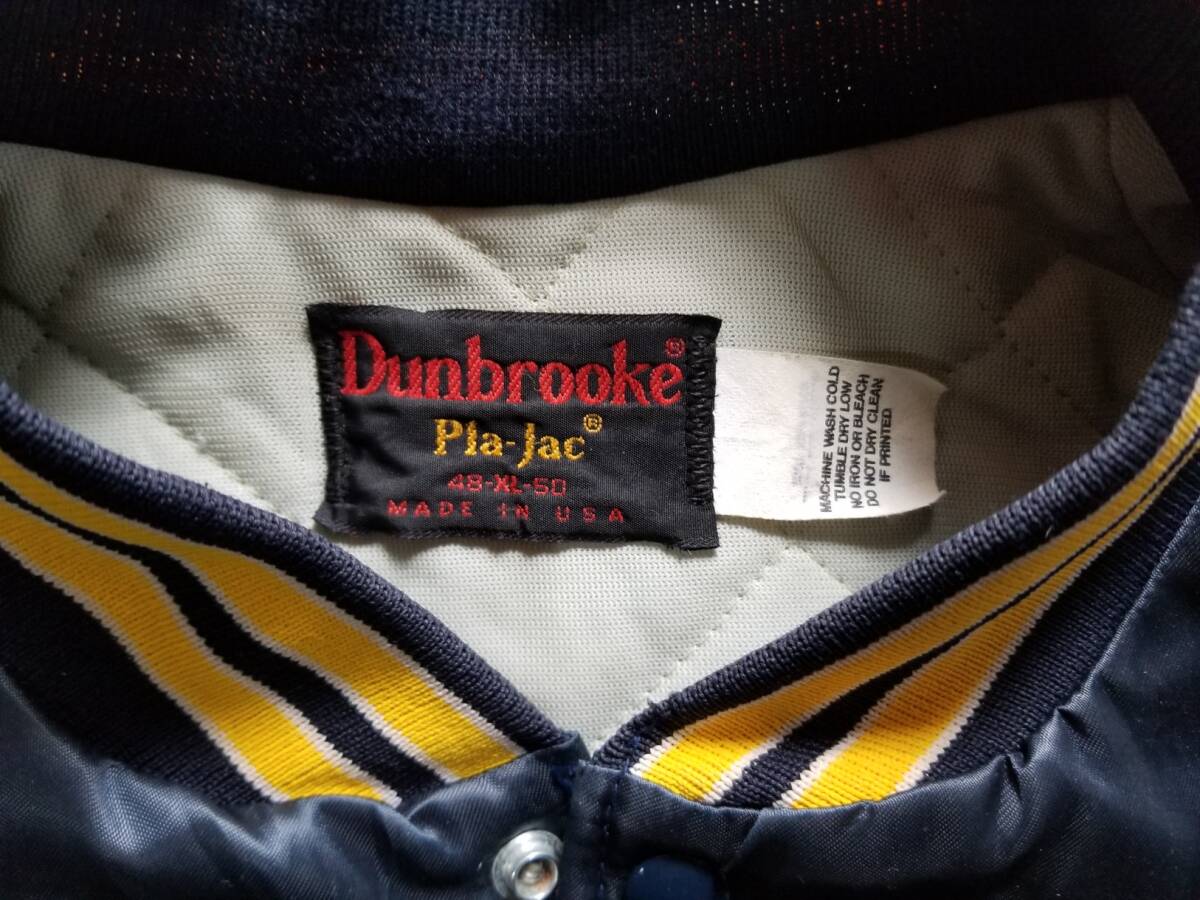 Dunbrooke®
Pla-Jac®
48-XL-50
MADE IN USA
MACHINE WASH COLD
TUMBLE DRY LOW
NO IRON OR BLEACH
DO NOT DRY CLEAN
IF PRINTED